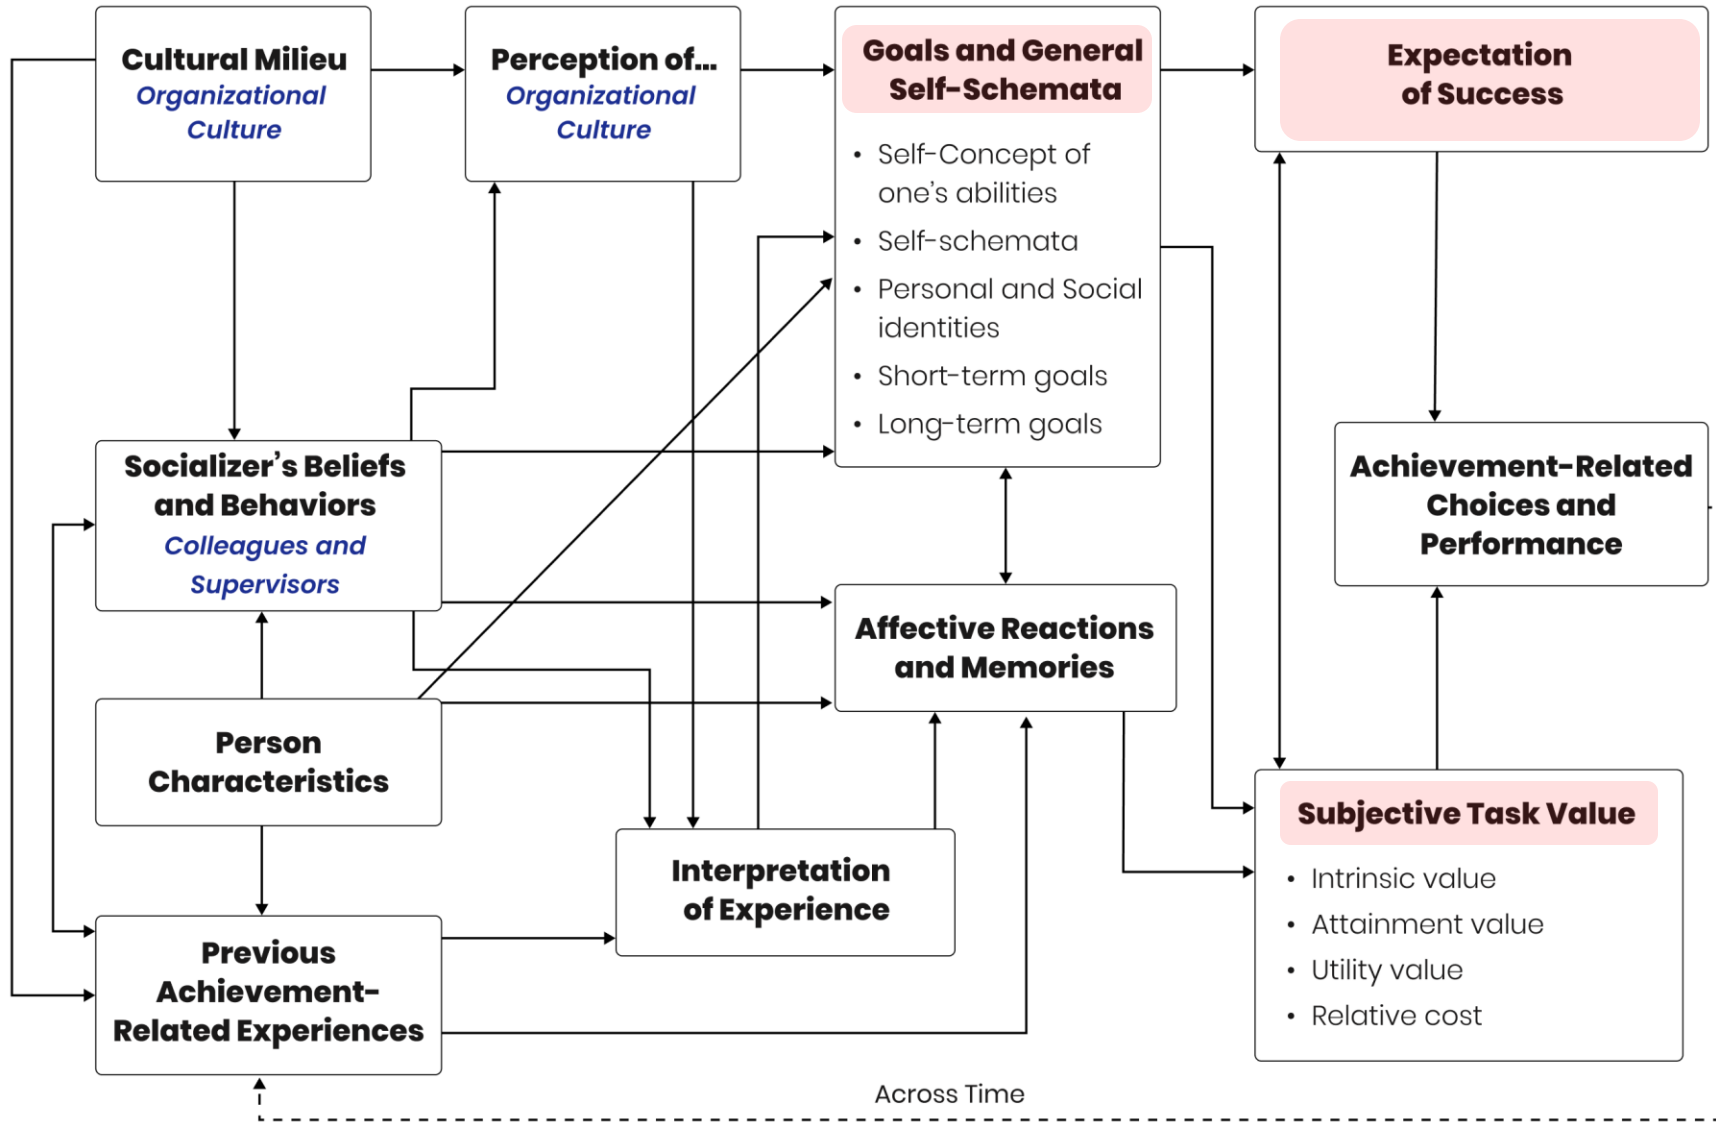 Cultural Milieu
Organizational
Culture
Perception of...
Organizational
Culture
Goals and General
Self-Schemata
• Self-Concept of
one's abilities
• Self-schemata
• Personal and Social
identities
• Short-term goals
• Long-term goals
Expectation
of Success
Socializer's Beliefs
and Behaviors
Colleagues and
Supervisors
Achievement-Related
Choices and
Performance
Affective Reactions
and Memories
Person
Characteristics
Interpretation
of Experience
Subjective Task Value
• Intrinsic value
• Attainment value
• Utility value
• Relative cost
Previous
Achievement-
Related Experiences
Across Time